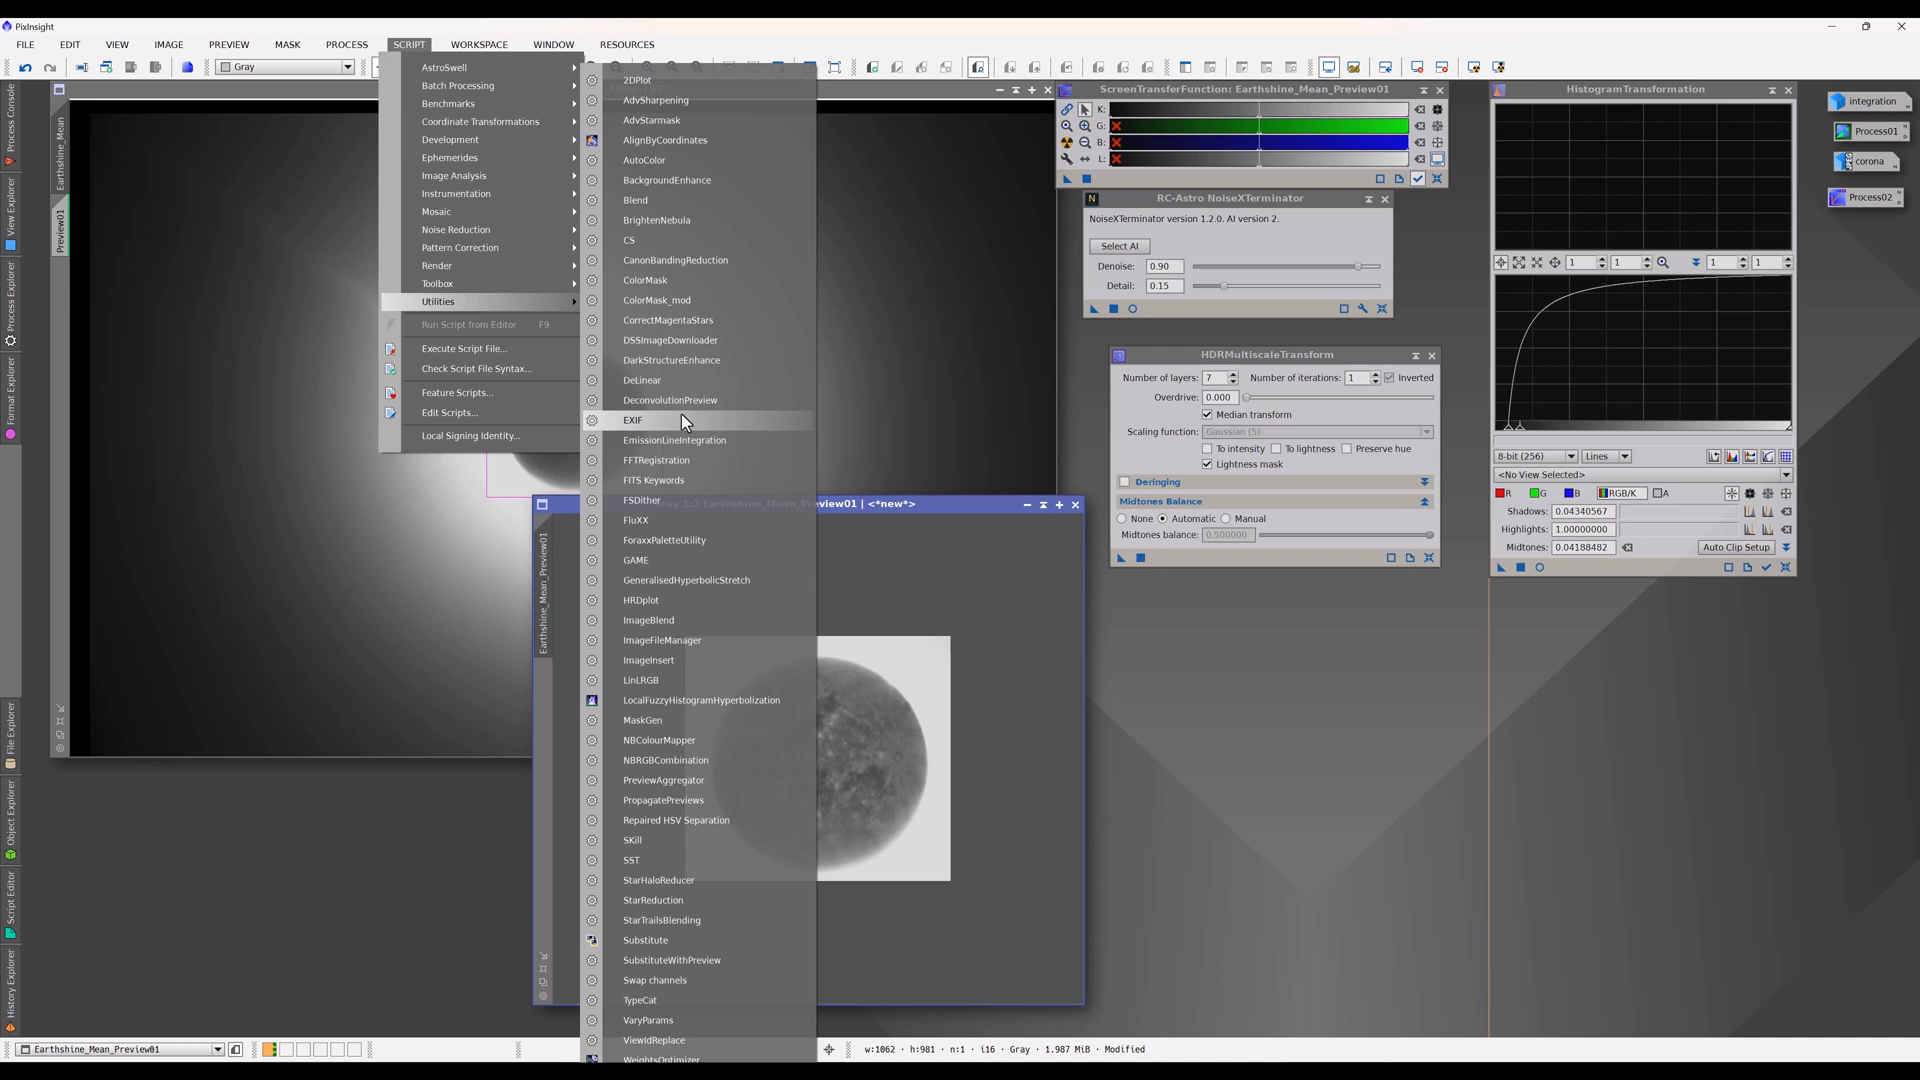 PixInsight
FILE EDIT VIEW IMAGE PREVIEW MASK PROCESS SCRIPT WORKSPACE WINDOW RESOURCES
Gray
Process Console
View Explorer
Process Explorer
Format Explorer
File Explorer
Object Explorer
Script Editor
History Explorer
Earthshine_Mean
Preview01
AstroSwell
Batch Processing
Benchmarks
Coordinate Transformations
Development
Ephemerides
Image Analysis
Instrumentation
Mosaic
Noise Reduction
Pattern Correction
Render
Toolbox
Utilities
Run Script from Editor F9
Execute Script File...
Check Script File Syntax...
Feature Scripts...
Edit Scripts...
Local Signing Identity...
2DPlot
AdvSharpening
AdvStarmask
AlignByCoordinates
AutoColor
BackgroundEnhance
Blend
BrightenNebula
CS
CanonBandingReduction
ColorMask
ColorMask_mod
CorrectMagentaStars
DSSImageDownloader
DarkStructureEnhance
DeLinear
DeconvolutionPreview
EXIF
EmissionLineIntegration
FFTRegistration
FITS Keywords
FSDither
FluXX
ForaxxPaletteUtility
GAME
GeneralisedHyperbolicStretch
HRDplot
ImageBlend
ImageFileManager
ImageInsert
LinLRGB
LocalFuzzyHistogramHyperbolization
MaskGen
NBColourMapper
NBRGBCombination
PreviewAggregator
PropagatePreviews
Repaired HSV Separation
SKill
SST
StarHaloReducer
StarReduction
StarTrailsBlending
Substitute
SubstituteWithPreview
Swap channels
TypeCat
VaryParams
ViewIdReplace
WeightsOptimizer
Gray 1:2 Earthshine_Mean_Preview01 | <*new*>
Earthshine_Mean_Preview01
ScreenTransferFunction: Earthshine_Mean_Preview01
K:
G:
B:
L:
N RC-Astro NoiseXTerminator
NoiseXTerminator version 1.2.0. AI version 2.
Select AI
Denoise: 0.90
Detail: 0.15
HDRMultiscaleTransform
Number of layers: 7 Number of iterations: 1 Inverted
Overdrive: 0.000
Median transform
Scaling function: Gaussian (5)
To intensity To lightness Preserve hue
Lightness mask
Deringing
Midtones Balance
None Automatic Manual
Midtones balance: 0.500000
HistogramTransformation
1 1 1 1
8-bit (256) Lines
<No View Selected>
R G B RGB/K A
Shadows: 0.04340567
Highlights: 1.00000000
Midtones: 0.04188482 Auto Clip Setup
integration
Process01
corona
Process02
Earthshine_Mean_Preview01
w:1062 · h:981 · n:1 · i16 · Gray · 1.987 MiB · Modified